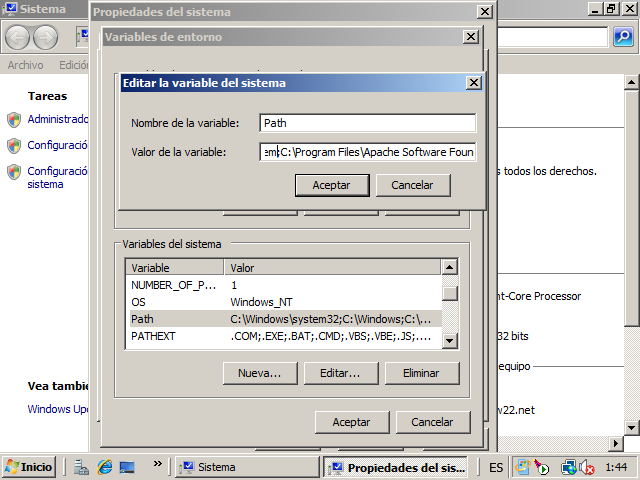 Sistema
Propiedades del sistema
Variables de entorno
Archivo
Edició
Editar la variable del sistema
Nombre de la variable:
Path
Valor de la variable:
em;C:\Program Files\Apache Software Foun
Aceptar
Cancelar
Tareas
Administrado
Configuració
Configuració
sistema
s todos los derechos.
Variables del sistema
Variable
Valor
NUMBER_OF_P...
1
OS
Windows_NT
Path
C:\Windows\system32;C:\Windows;C:\...
PATHEXT
.COM;.EXE;.BAT;.CMD;.VBS;.VBE;.JS;....
Nueva...
Editar...
Eliminar
nt-Core Processor
32 bits
equipo
w22.net
Vea tambié
Windows Up
Aceptar
Cancelar
Inicio
»
Sistema
Propiedades del sis...
ES
1:44